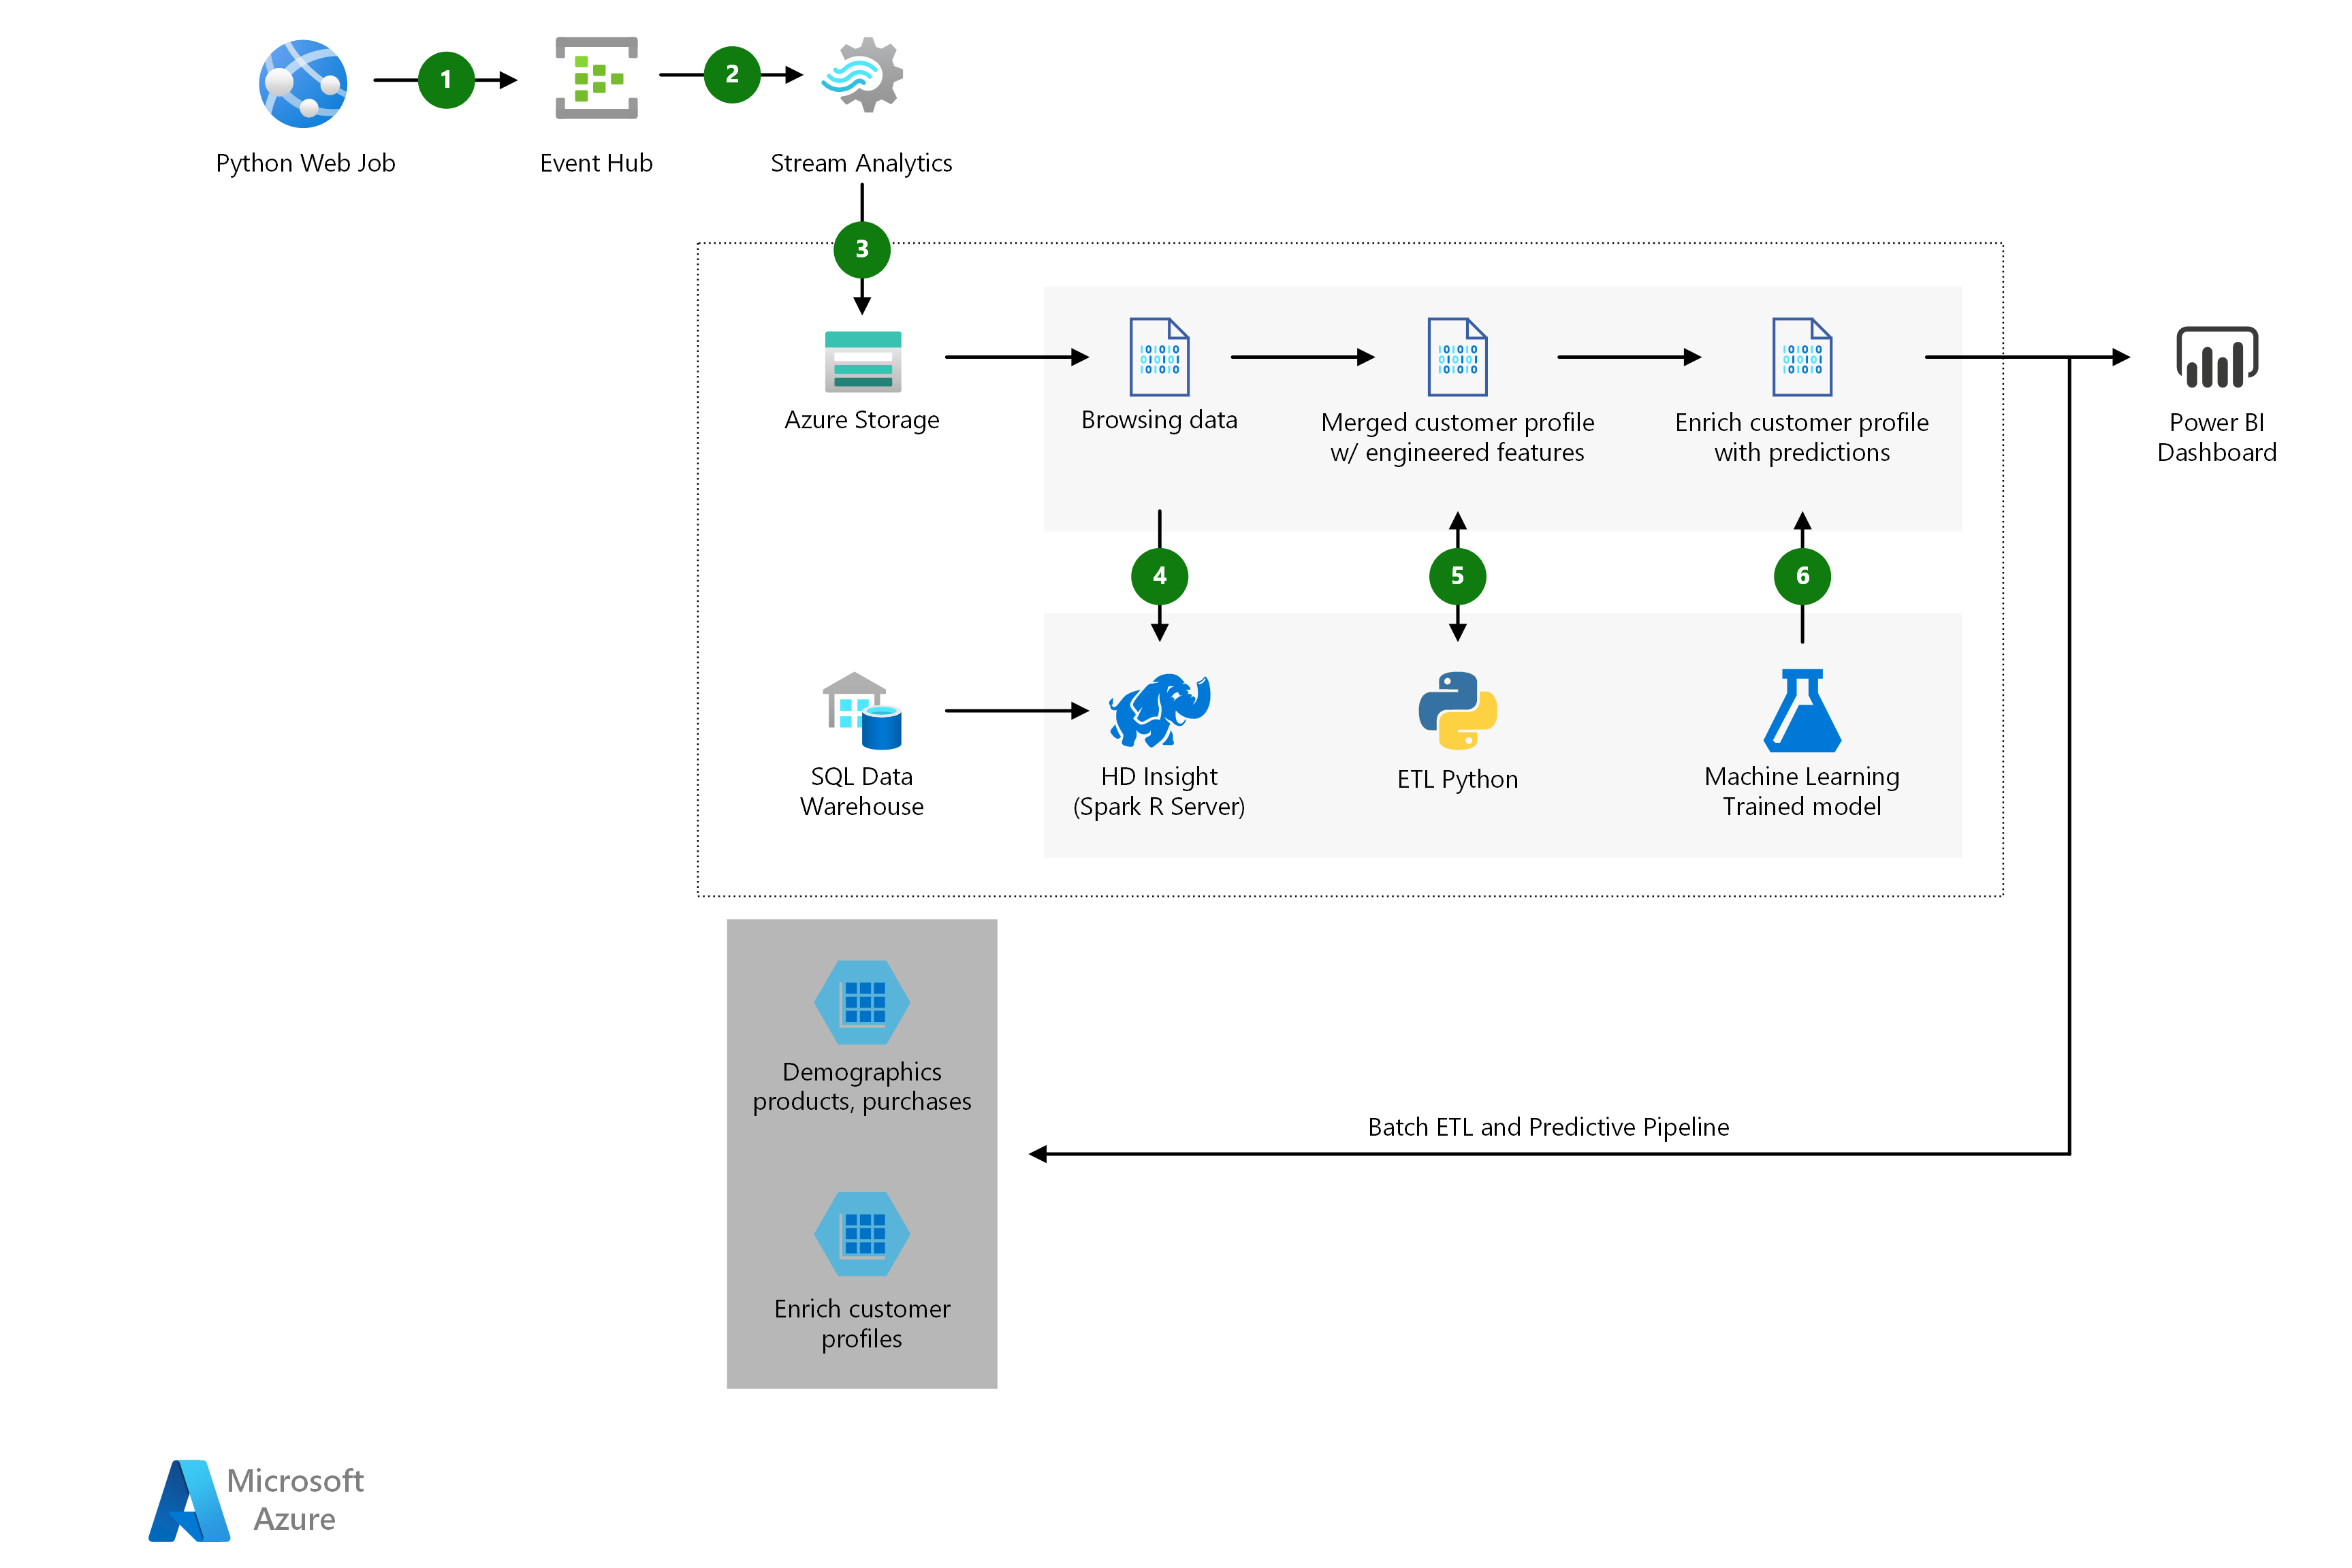 1
2
Python Web Job
Event Hub
Stream Analytics
3
Azure Storage
Browsing data
Merged customer profile
w/ engineered features
Enrich customer profile
with predictions
Power BI
Dashboard
4
5
6
SQL Data
Warehouse
HD Insight
(Spark R Server)
ETL Python
Machine Learning
Trained model
Demographics
products, purchases
Batch ETL and Predictive Pipeline
Enrich customer
profiles
Microsoft
Azure